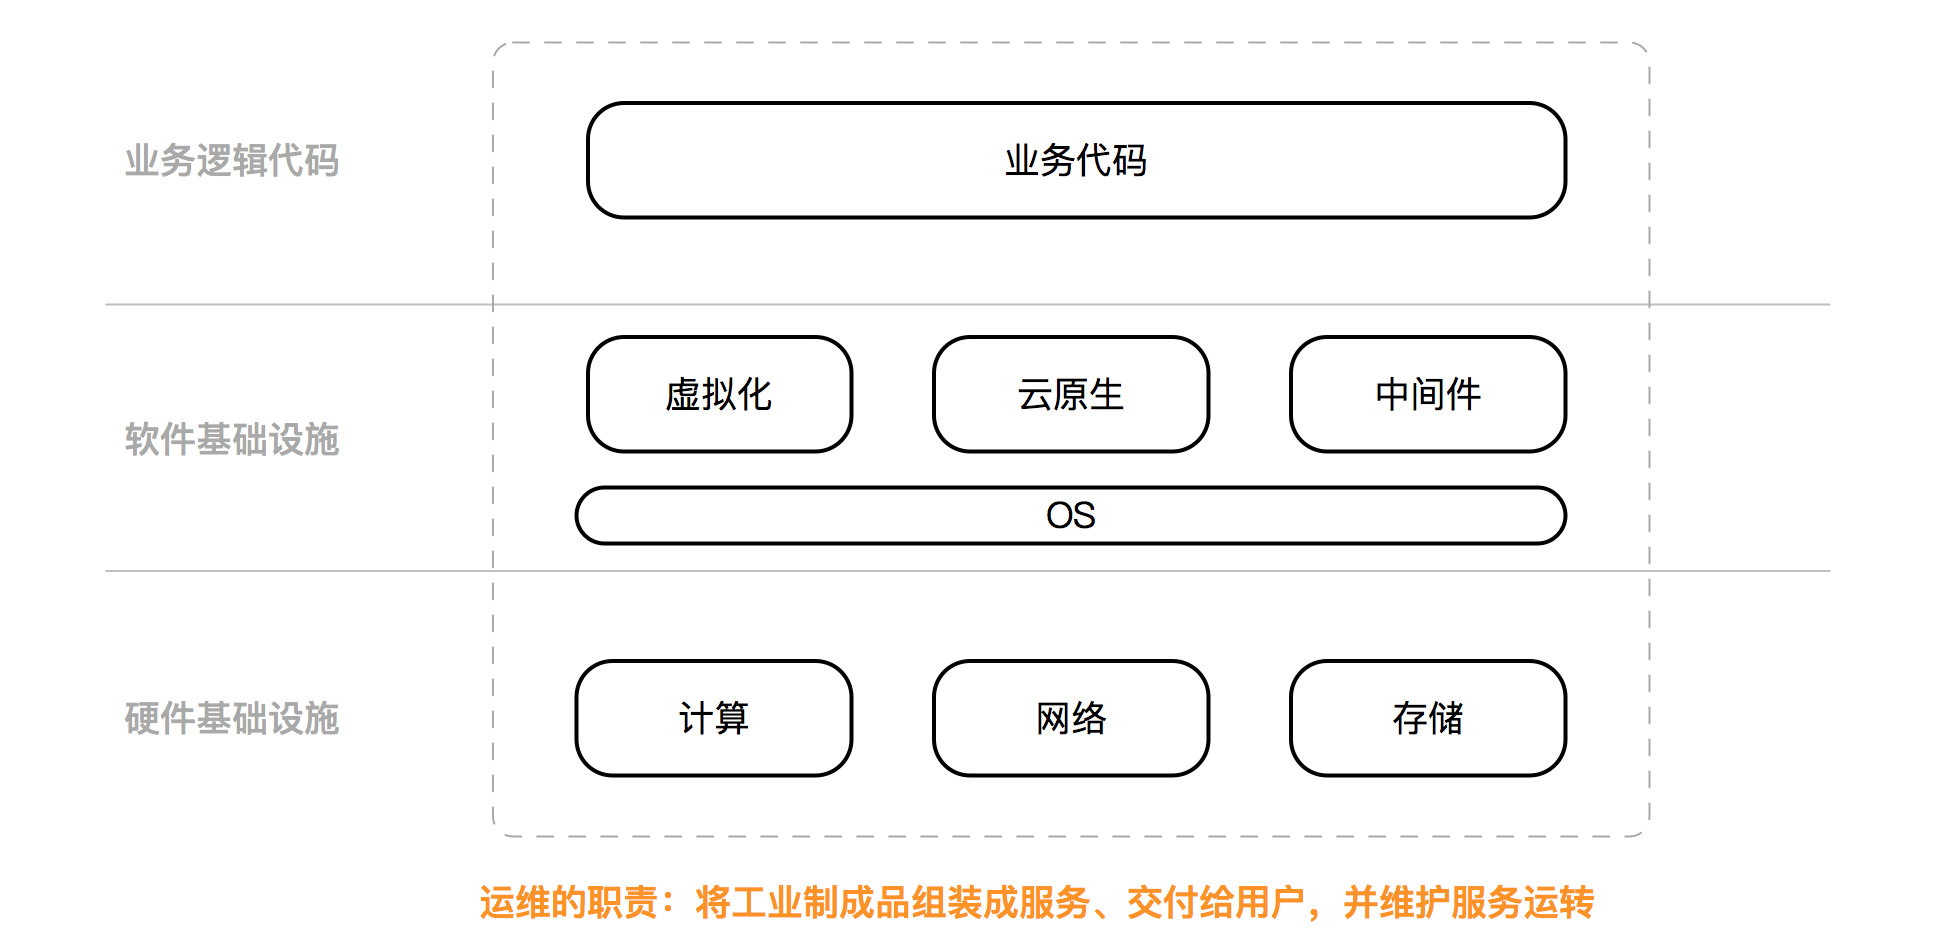 业务逻辑代码
业务代码
软件基础设施
虚拟化
云原生
中间件
OS
硬件基础设施
计算
网络
存储
运维的职责：将工业制成品组装成服务、交付给用户，并维护服务运转